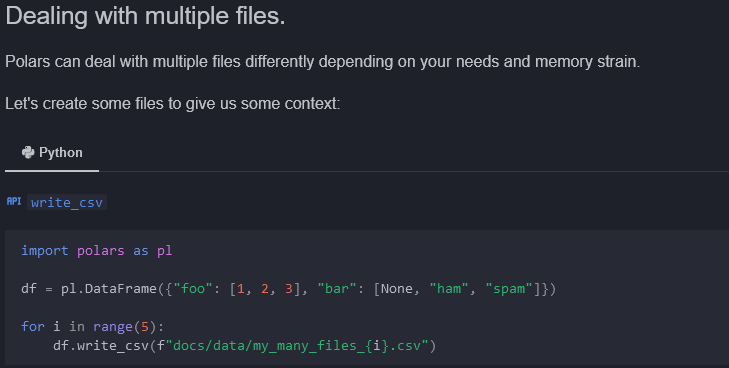 Dealing with multiple files.
Polars can deal with multiple files differently depending on your needs and memory strain.
Let's create some files to give us some context:
Python
API write_csv
import polars as pl
df = pl.DataFrame({"foo": [1, 2, 3], "bar": [None, "ham", "spam"]})
for i in range(5):
    df.write_csv(f"docs/data/my_many_files_{i}.csv")